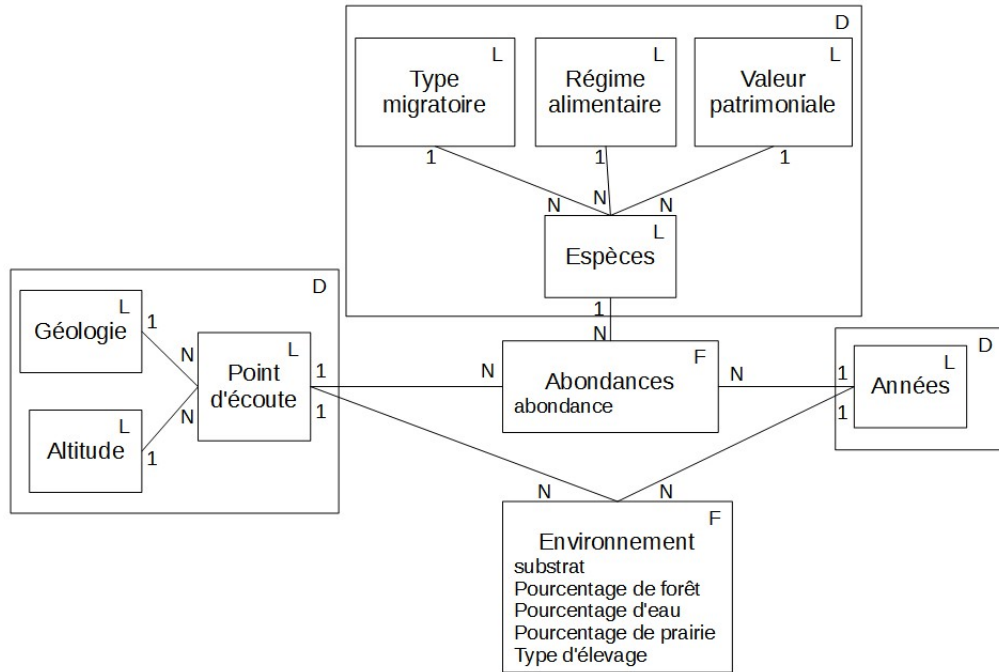 D
L
Type
migratoire
L
Régime
alimentaire
L
Valeur
patrimoniale
1
1
1
N
N
N
L
Espèces
1
N
D
L
Géologie
1
N
L
Point
d'écoute
N
L
Altitude
1
1
1
N
F
Abondances
abondance
N
D
L
Années
1
1
N
N
F
Environnement
substrat
Pourcentage de forêt
Pourcentage d'eau
Pourcentage de prairie
Type d'élevage